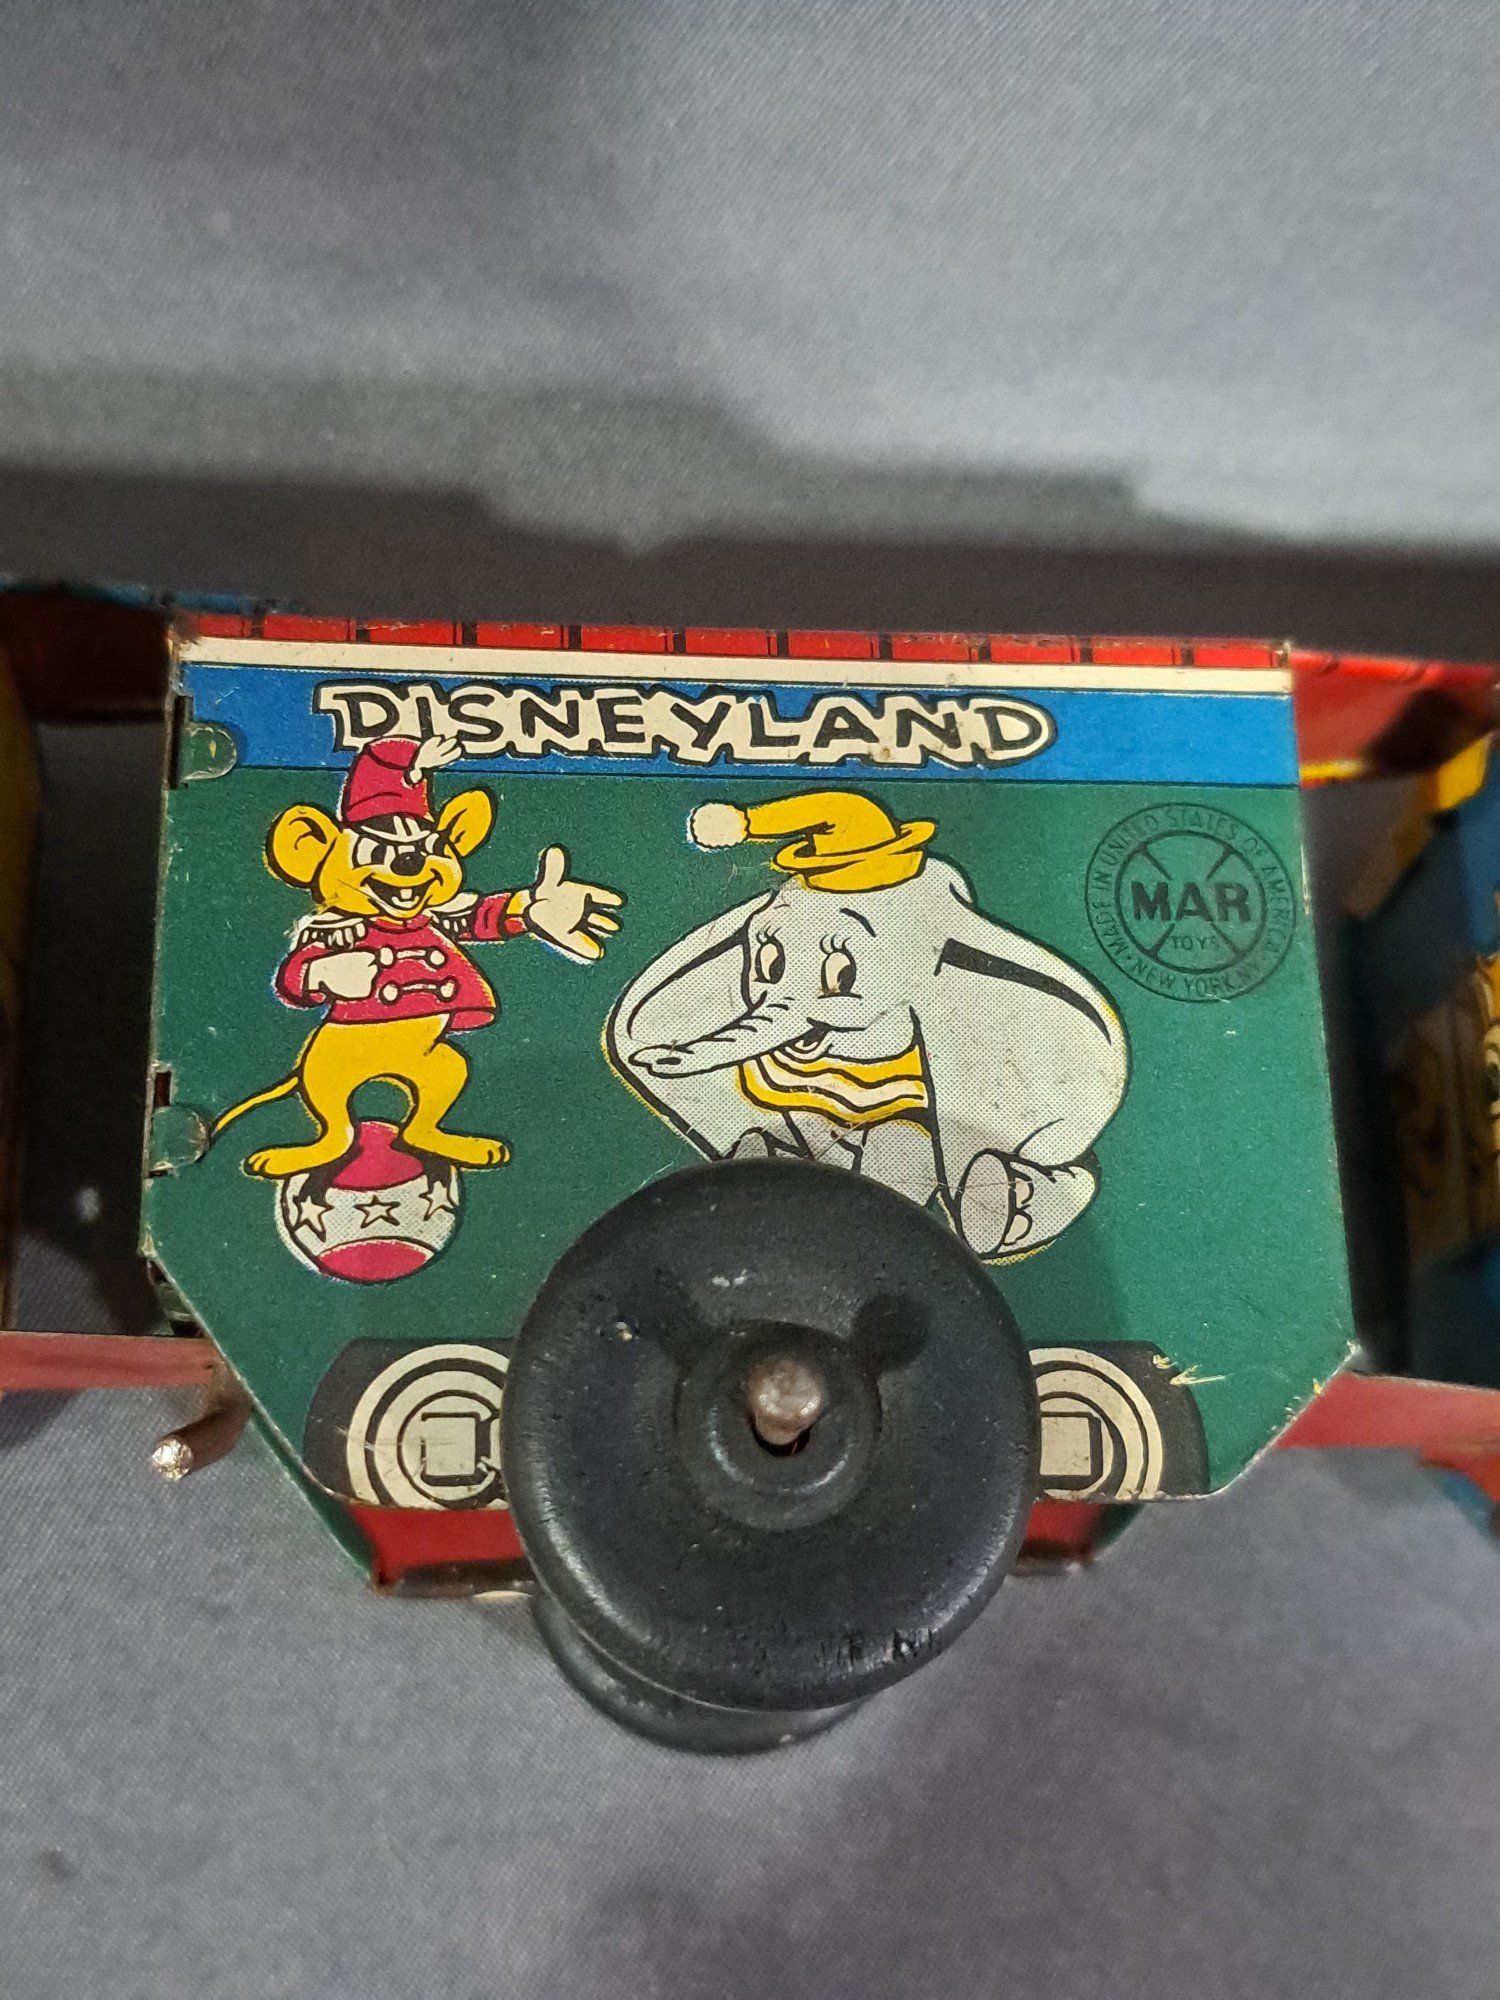 DISNEYLAND
MADE IN UNITED STATES OF AMERICA
MAR
TOYS
NEW YORK, N.Y.